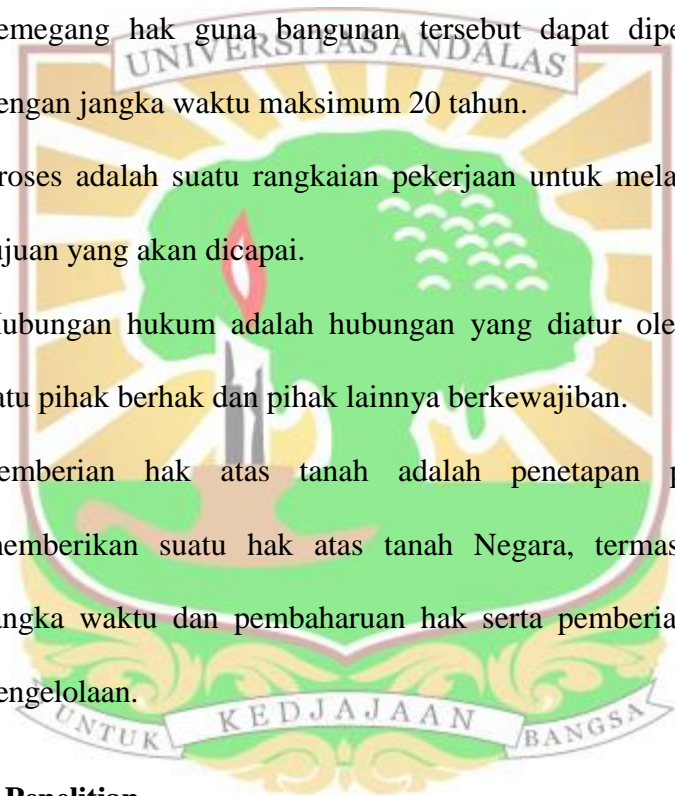 emegang hak guna bangunan tersebut dapat dipe
UNIVERSITAS ANDALAS
engan jangka waktu maksimum 20 tahun.
roses adalah suatu rangkaian pekerjaan untuk mela
ujuan yang akan dicapai.
ubungan hukum adalah hubungan yang diatur ole
atu pihak berhak dan pihak lainnya berkewajiban.
emberian hak atas tanah adalah penetapan p
emberikan suatu hak atas tanah Negara, termas
angka waktu dan pembaharuan hak serta pemberia
engelolaan.
UNTUK KEDJAJAAN BANGSA
Penelitian